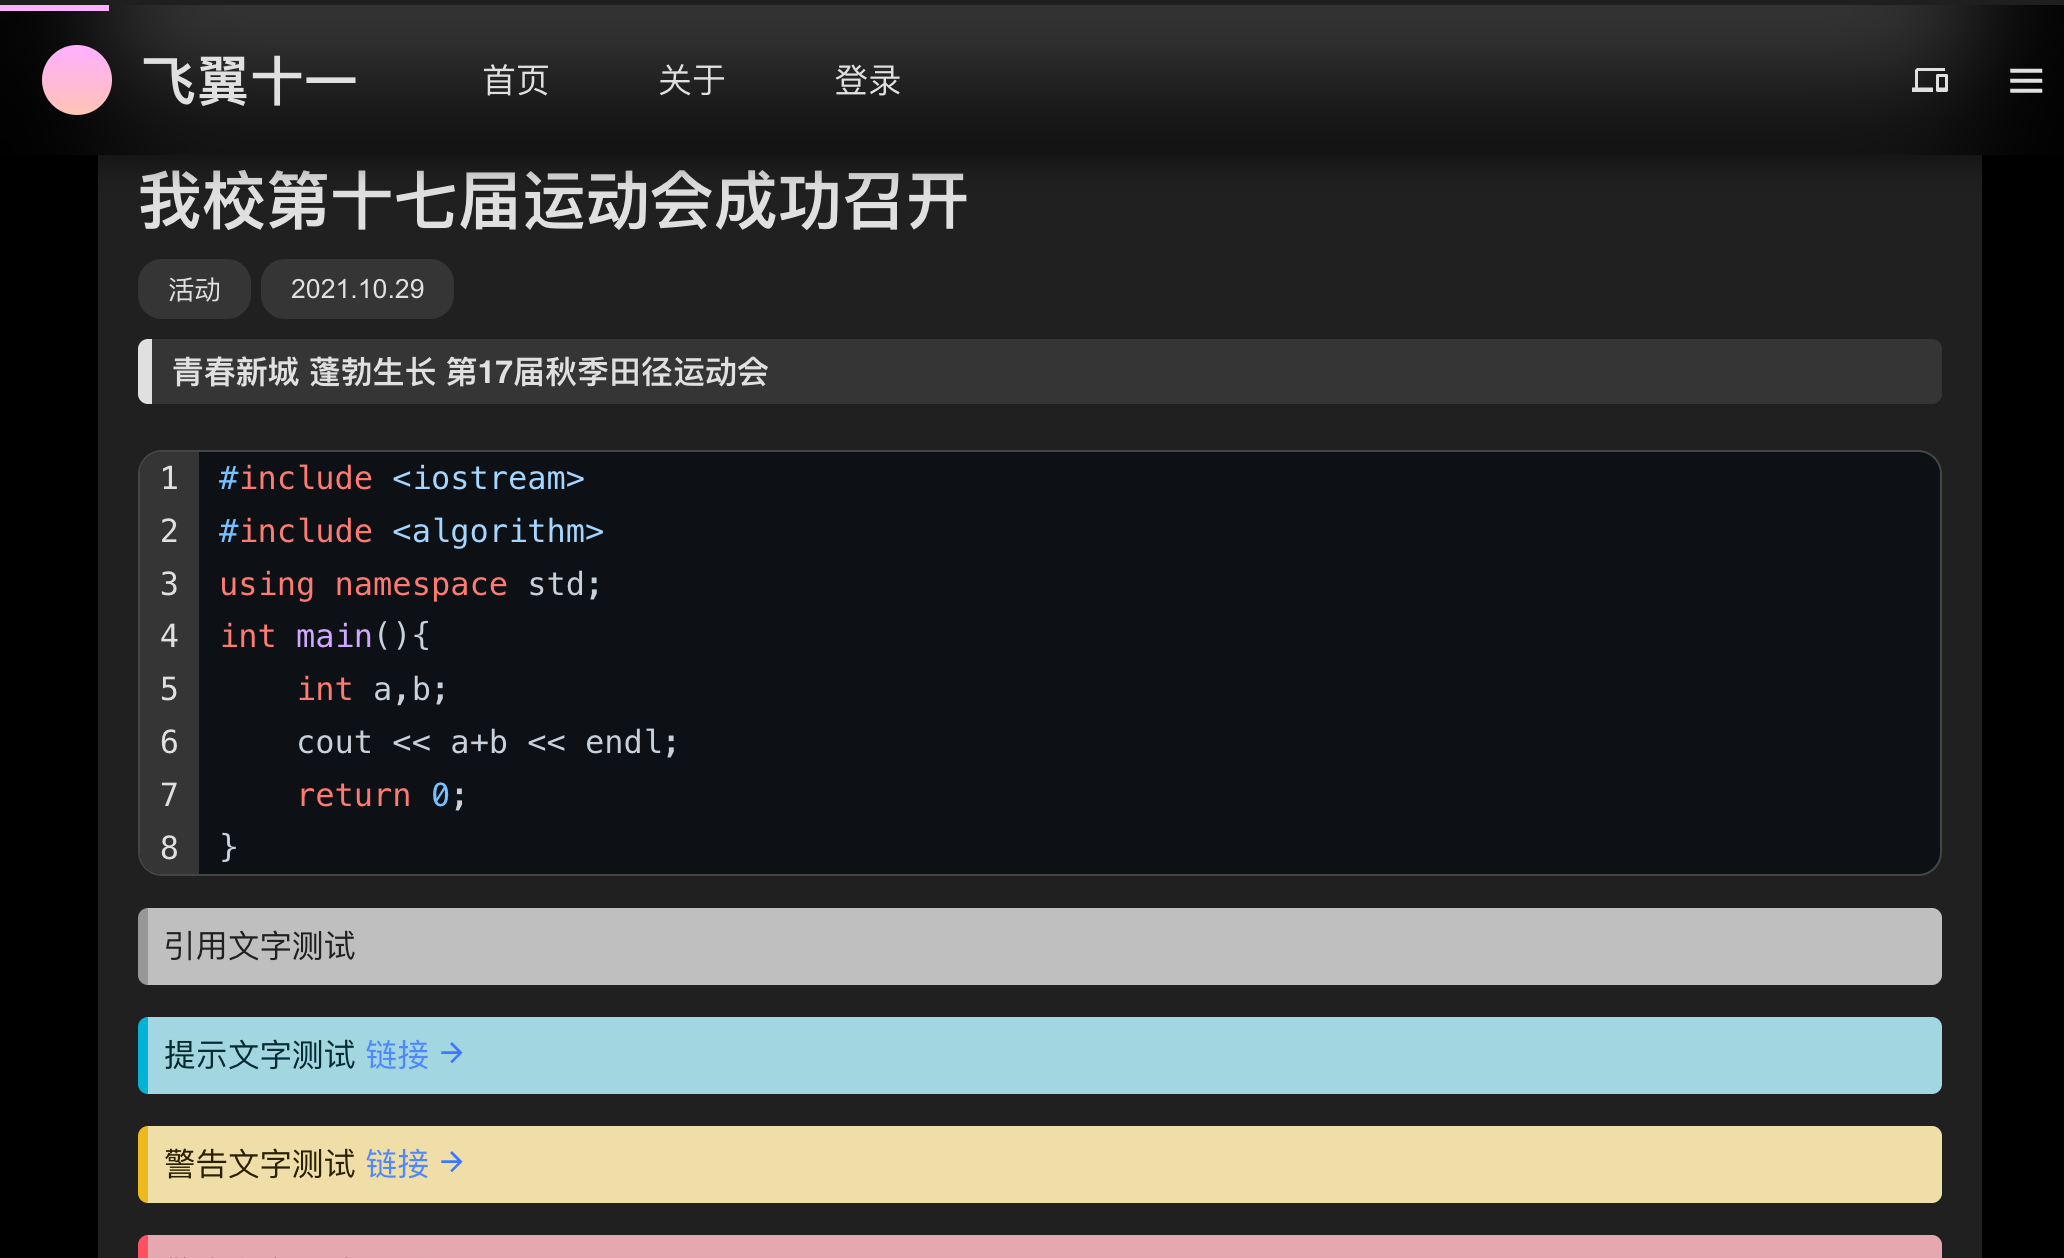 飞翼十一 首页 关于 登录
我校第十七届运动会成功召开
活动 2021.10.29
青春新城 蓬勃生长 第17届秋季田径运动会
1 #include <iostream>
2 #include <algorithm>
3 using namespace std;
4 int main(){
5     int a,b;
6     cout << a+b << endl;
7     return 0;
8 }
引用文字测试
提示文字测试 链接 →
警告文字测试 链接 →